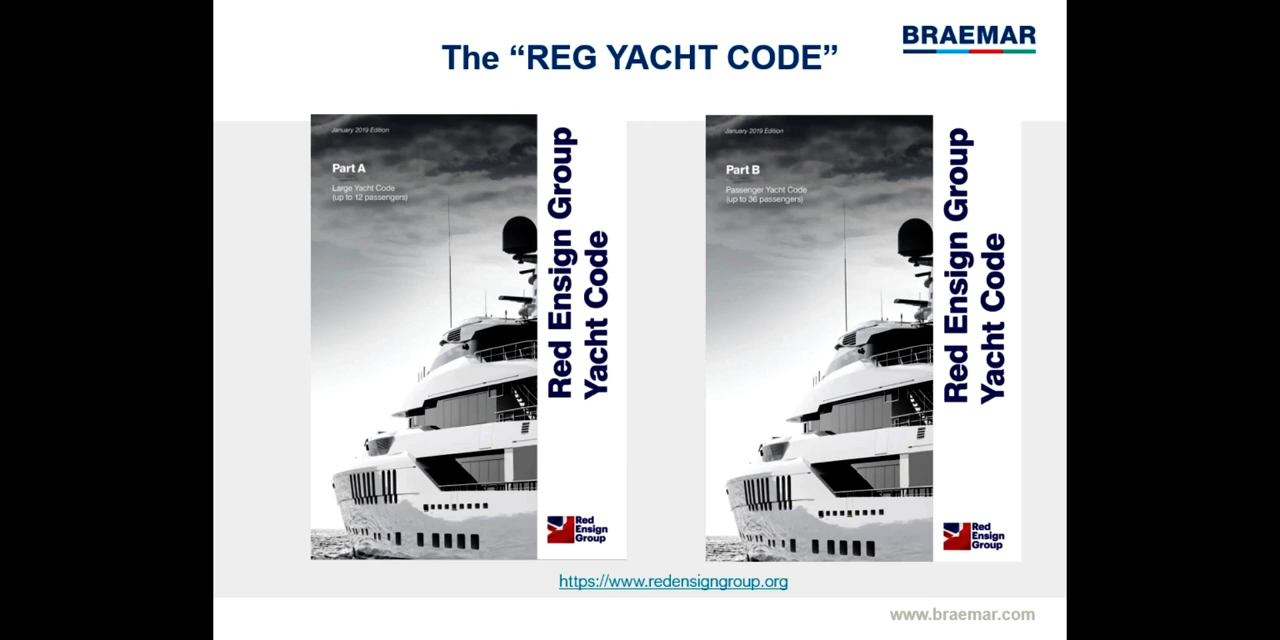 The “REG YACHT CODE”
BRAEMAR
January 2019 Edition
Part A
Large Yacht Code
(up to 12 passengers)
Red Ensign Group
Yacht Code
Red
Ensign
Group
January 2019 Edition
Part B
Passenger Yacht Code
(up to 36 passengers)
Red Ensign Group
Yacht Code
Red
Ensign
Group
https://www.redensigngroup.org
www.braemar.com